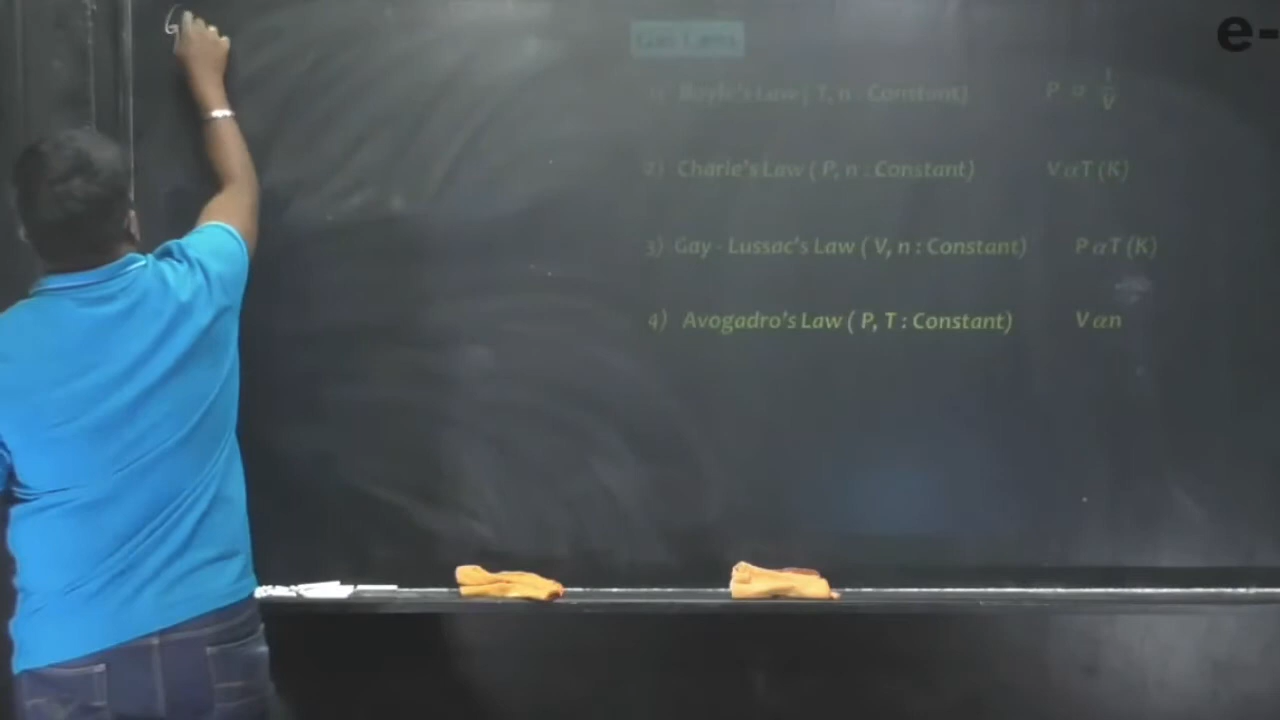 G
e-
Gas Laws
1) Boyle's Law ( T, n : Constant) P α 1/V
2) Charle's Law ( P, n : Constant) V α T (K)
3) Gay - Lussac's Law ( V, n : Constant) P α T (K)
4) Avogadro's Law ( P, T : Constant) V α n